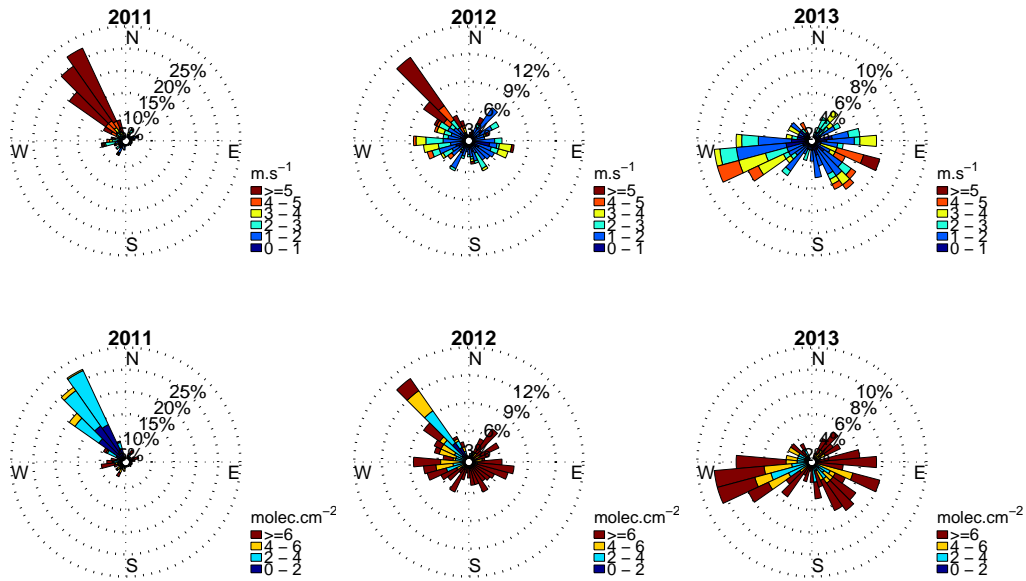 2011
N
25%
20%
15%
10%
W
E
S
m.s⁻¹
>=5
4 − 5
3 − 4
2 − 3
1 − 2
0 − 1
2012
N
12%
9%
6%
W
E
S
m.s⁻¹
>=5
4 − 5
3 − 4
2 − 3
1 − 2
0 − 1
2013
N
10%
8%
6%
4%
W
E
S
m.s⁻¹
>=5
4 − 5
3 − 4
2 − 3
1 − 2
0 − 1
2011
N
25%
20%
15%
10%
W
E
S
molec.cm⁻²
>=6
4 − 6
2 − 4
0 − 2
2012
N
12%
9%
6%
W
E
S
molec.cm⁻²
>=6
4 − 6
2 − 4
0 − 2
2013
N
10%
8%
6%
4%
W
E
S
molec.cm⁻²
>=6
4 − 6
2 − 4
0 − 2